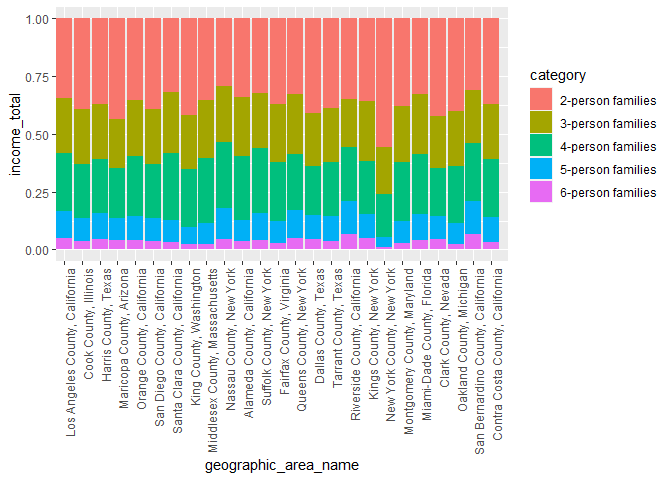 1.00
0.75
0.50
0.25
0.00
income_total
Los Angeles County, California
Cook County, Illinois
Harris County, Texas
Maricopa County, Arizona
Orange County, California
San Diego County, California
Santa Clara County, California
King County, Washington
Middlesex County, Massachusetts
Nassau County, New York
Alameda County, California
Suffolk County, New York
Fairfax County, Virginia
Queens County, New York
Dallas County, Texas
Tarrant County, Texas
Riverside County, California
Kings County, New York
New York County, New York
Montgomery County, Maryland
Miami-Dade County, Florida
Clark County, Nevada
Oakland County, Michigan
San Bernardino County, California
Contra Costa County, California
geographic_area_name
category
2-person families
3-person families
4-person families
5-person families
6-person families